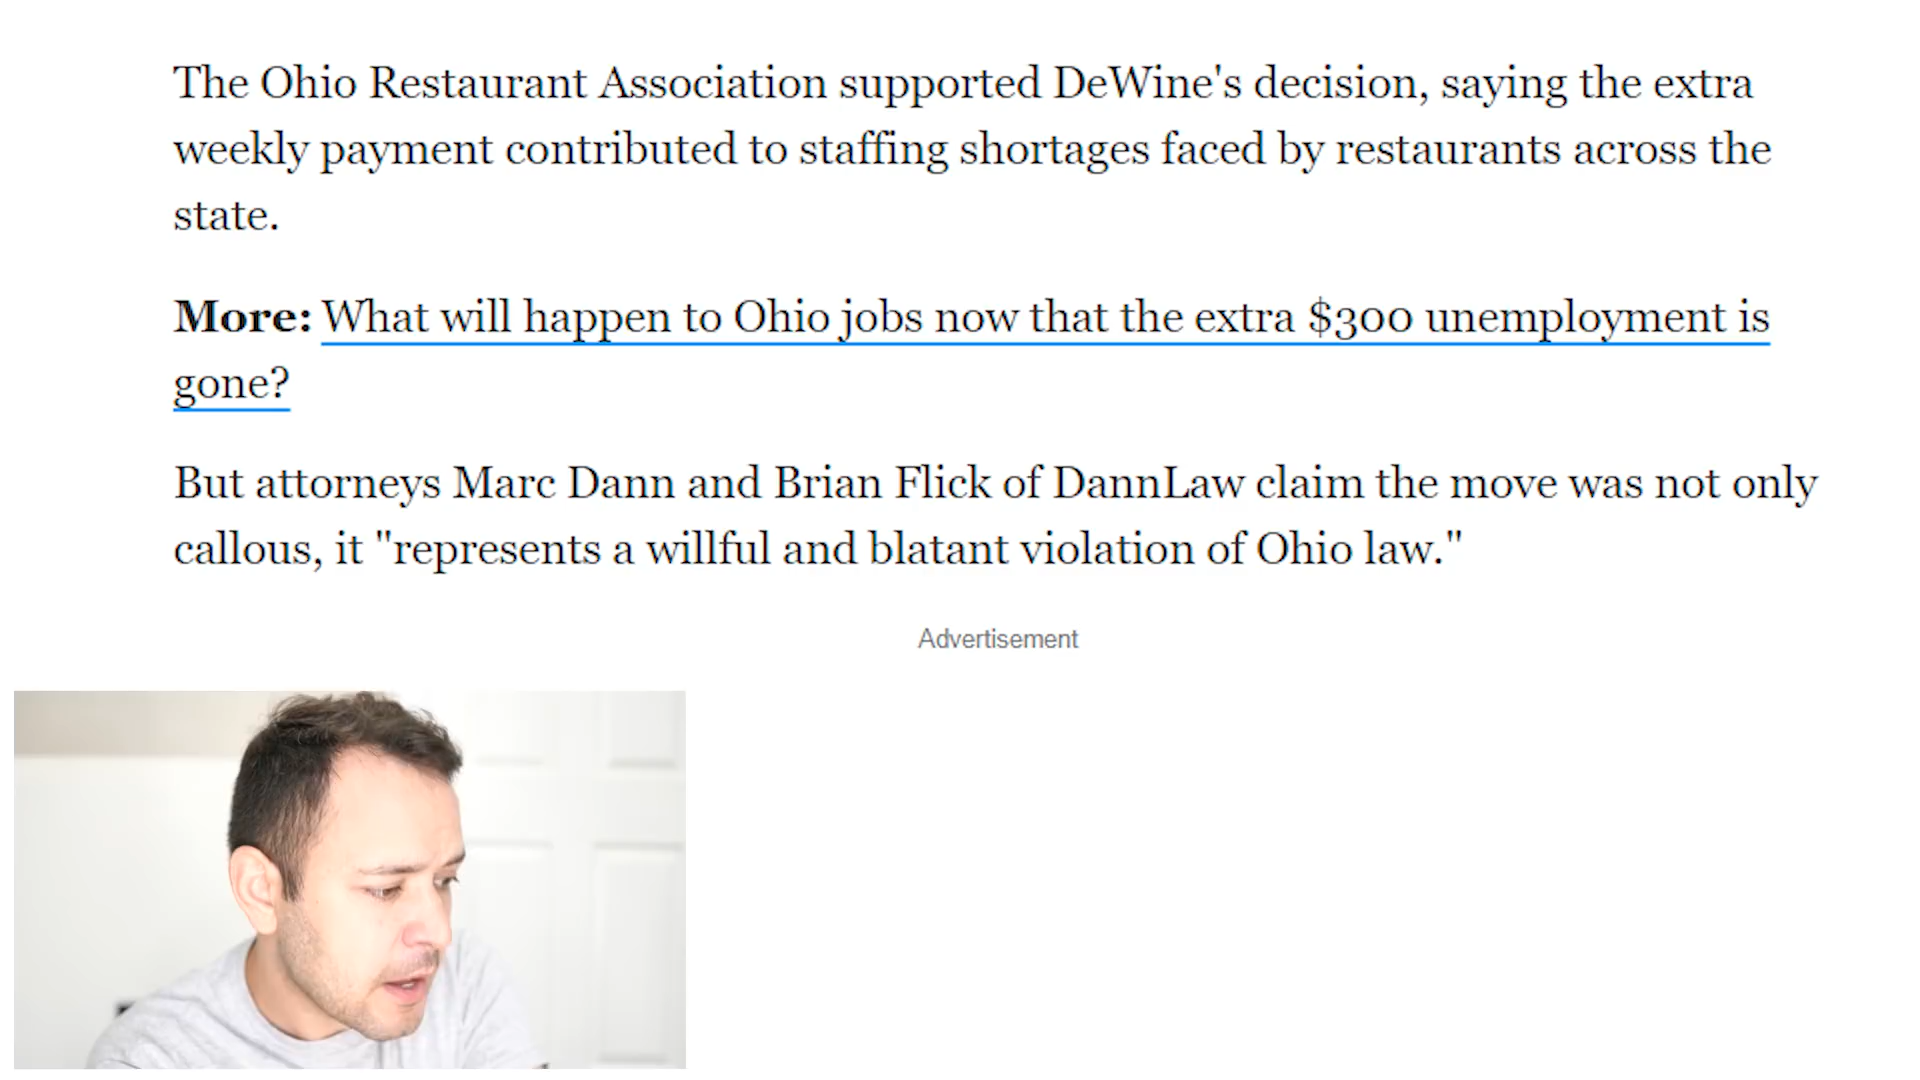 The Ohio Restaurant Association supported DeWine's decision, saying the extra
weekly payment contributed to staffing shortages faced by restaurants across the
state.
More: What will happen to Ohio jobs now that the extra $300 unemployment is
gone?
But attorneys Marc Dann and Brian Flick of DannLaw claim the move was not only
callous, it "represents a willful and blatant violation of Ohio law."
Advertisement